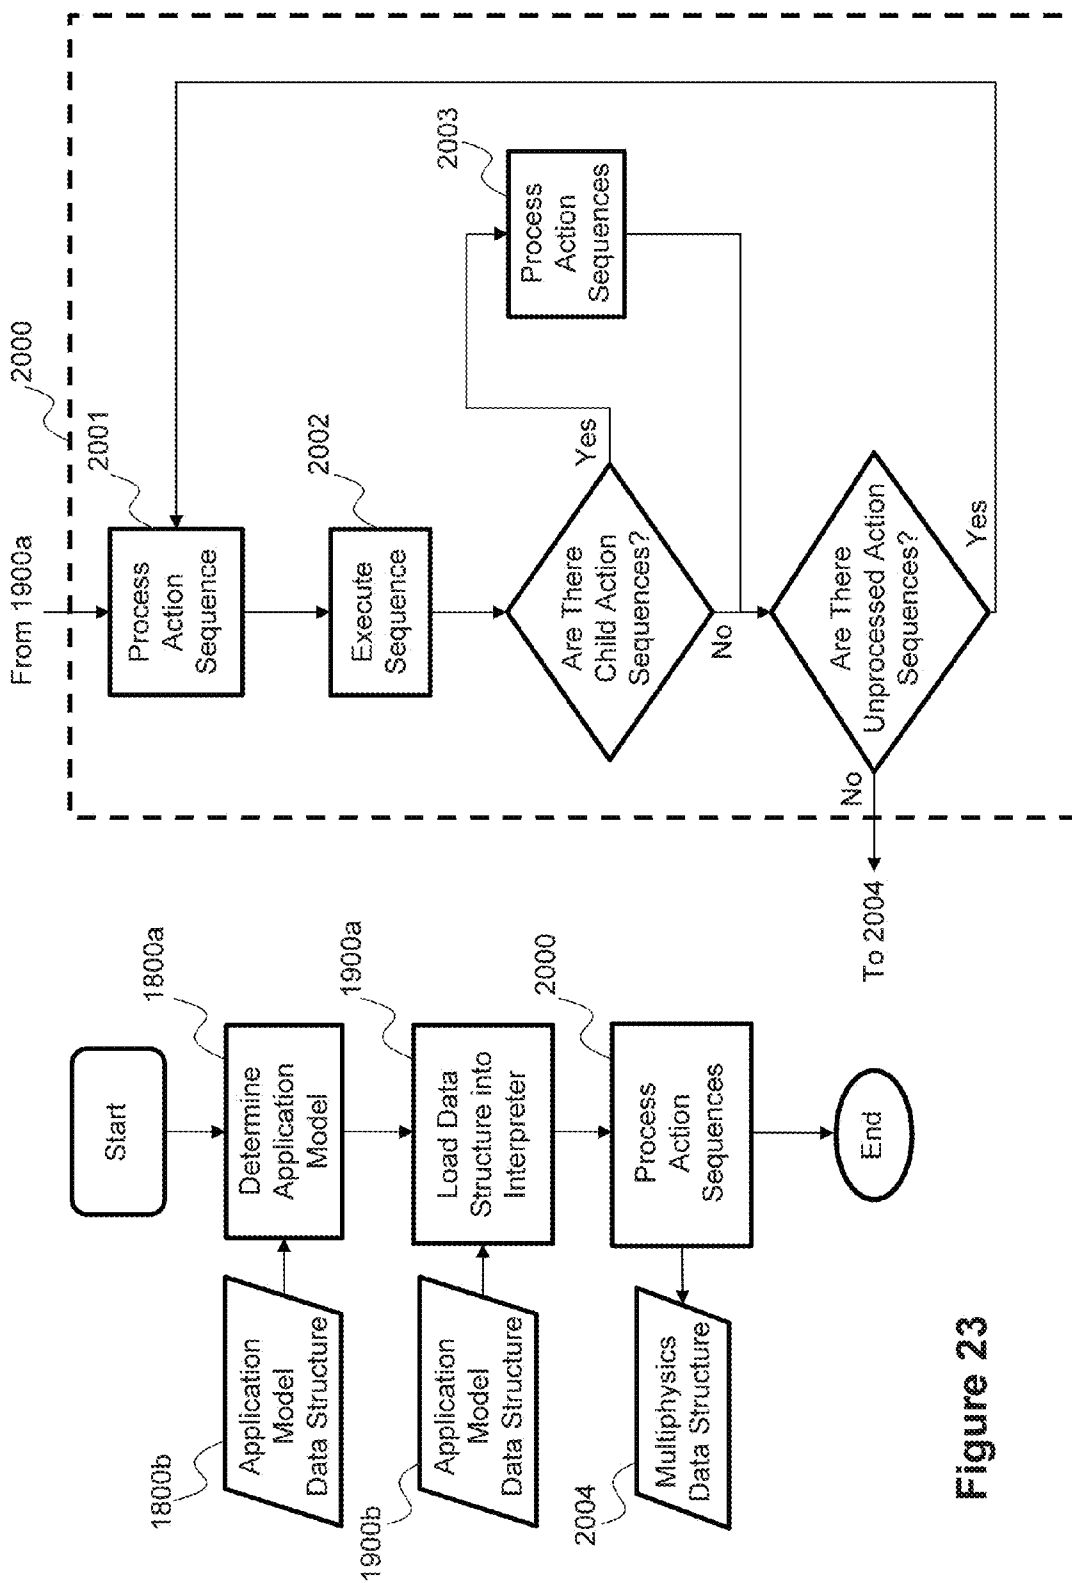 Start
1800a
Determine
Application
Model
1800b
Application
Model
Data Structure
1900a
Load Data
Structure into
Interpreter
1900b
Application
Model
Data Structure
2000
Process
Action
Sequences
2004
Multiphysics
Data Structure
End
From 1900a
2000
2001
Process
Action
Sequence
2002
Execute
Sequence
Are There
Child Action
Sequences?
Yes
2003
Process
Action
Sequences
No
Are There
Unprocessed Action
Sequences?
Yes
No
To 2004
Figure 23